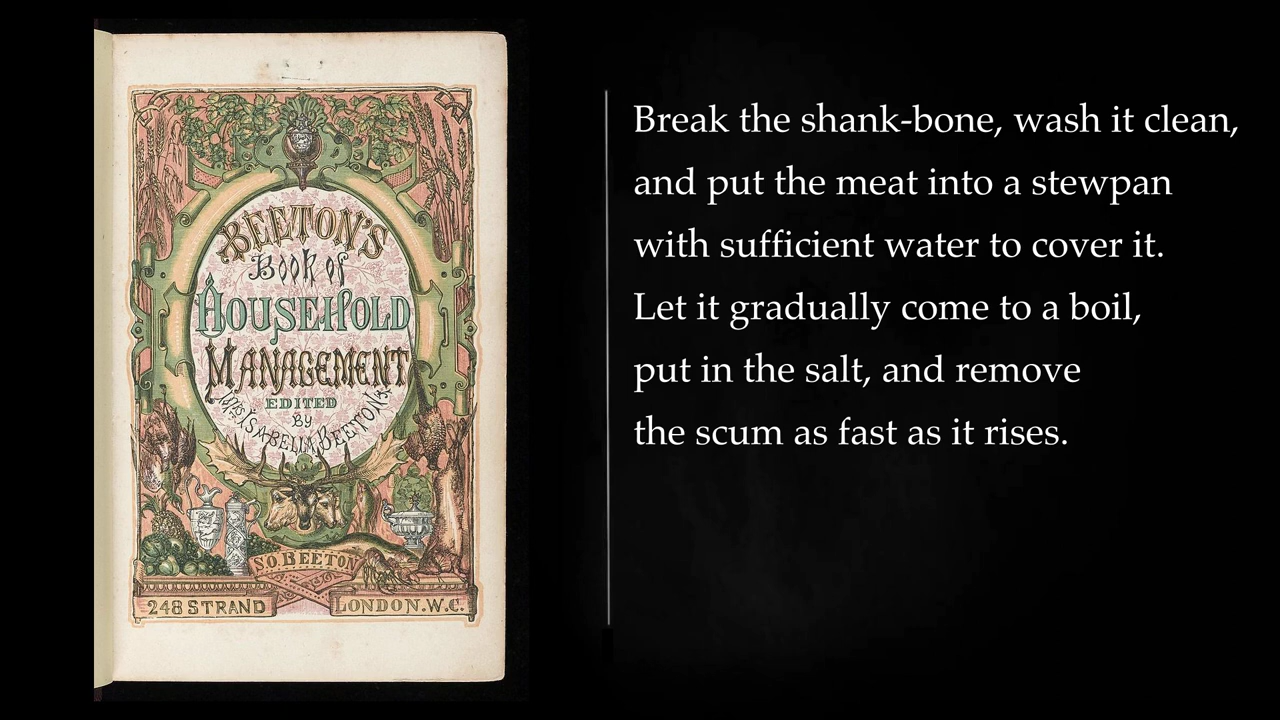 BEETON'S
Book of
HOUSEHOLD
MANAGEMENT
EDITED
BY
MRS ISABELLA BEETON.
S.O. BEETON
248 STRAND
LONDON. W.C.
Break the shank-bone, wash it clean,
and put the meat into a stewpan
with sufficient water to cover it.
Let it gradually come to a boil,
put in the salt, and remove
the scum as fast as it rises.